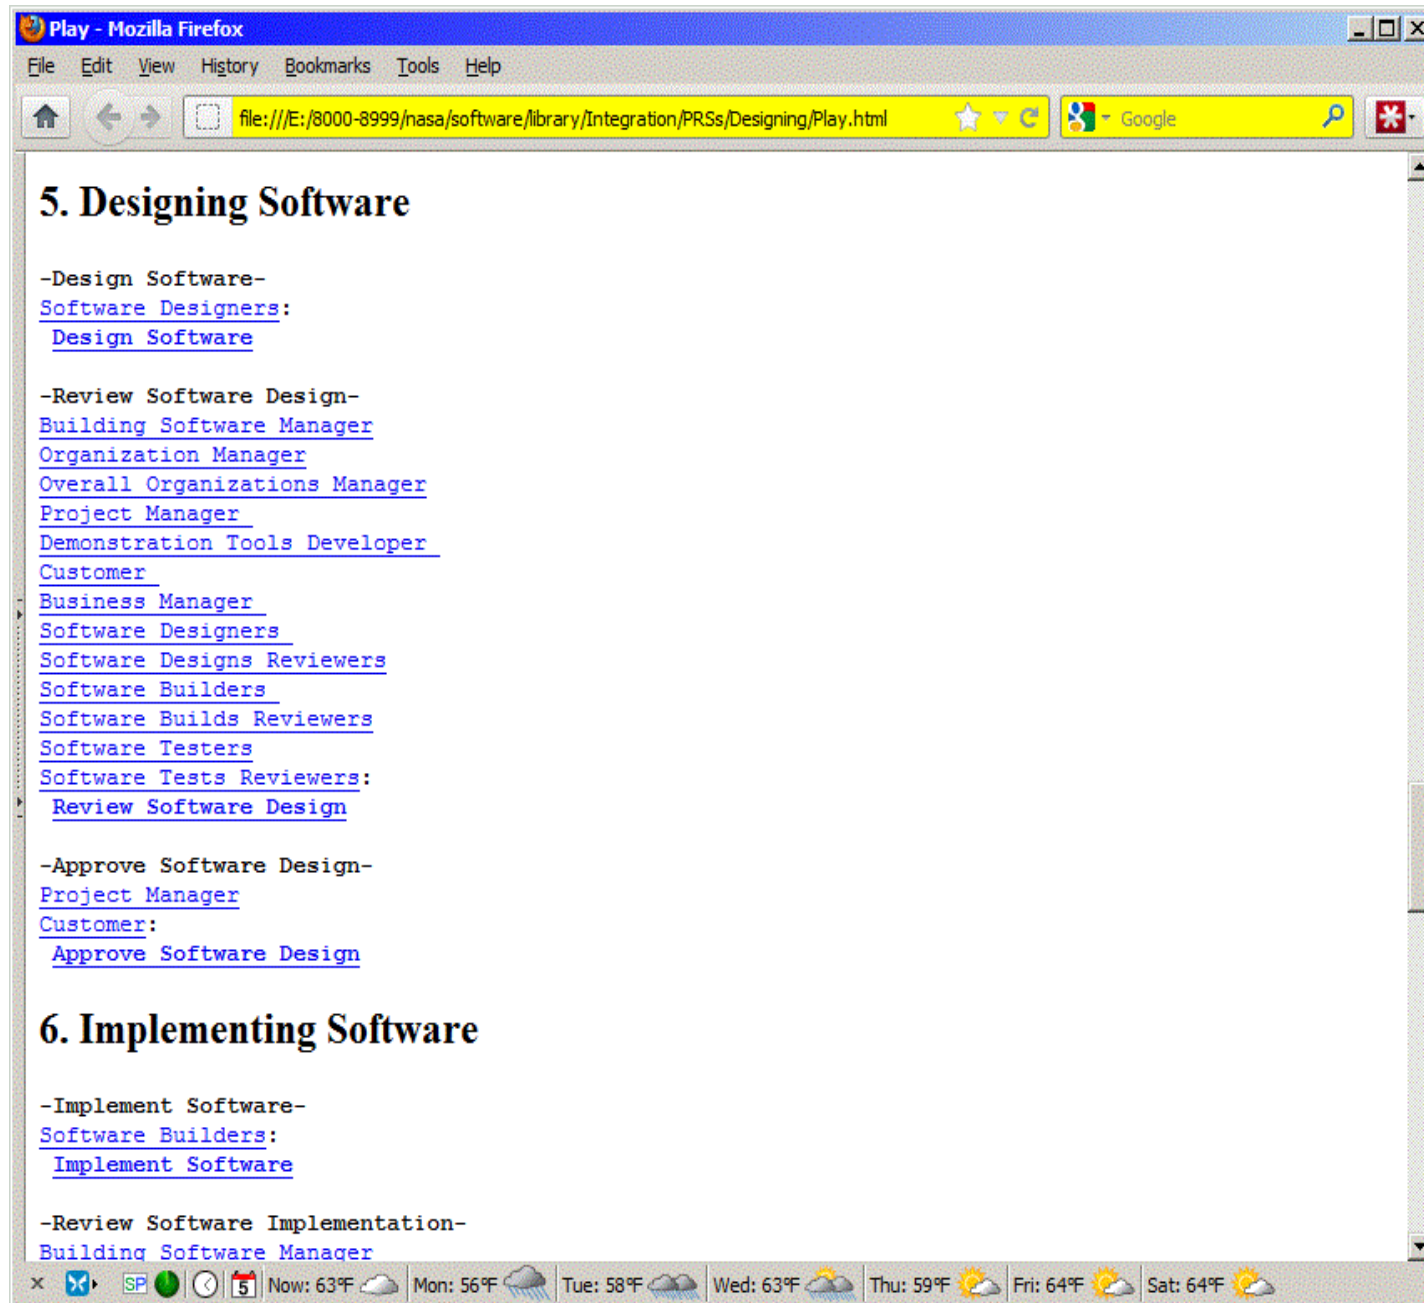 Play - Mozilla Firefox
File Edit View History Bookmarks Tools Help
file:///E:/8000-8999/nasa/software/library/Integration/PRSs/Designing/Play.html Google
5. Designing Software
-Design Software-
Software Designers:
Design Software
-Review Software Design-
Building Software Manager
Organization Manager
Overall Organizations Manager
Project Manager
Demonstration Tools Developer
Customer
Business Manager
Software Designers
Software Designs Reviewers
Software Builders
Software Builds Reviewers
Software Testers
Software Tests Reviewers:
Review Software Design
-Approve Software Design-
Project Manager
Customer:
Approve Software Design
6. Implementing Software
-Implement Software-
Software Builders:
Implement Software
-Review Software Implementation-
Building Software Manager
SP 5 Now: 63°F Mon: 56°F Tue: 58°F Wed: 63°F Thu: 59°F Fri: 64°F Sat: 64°F